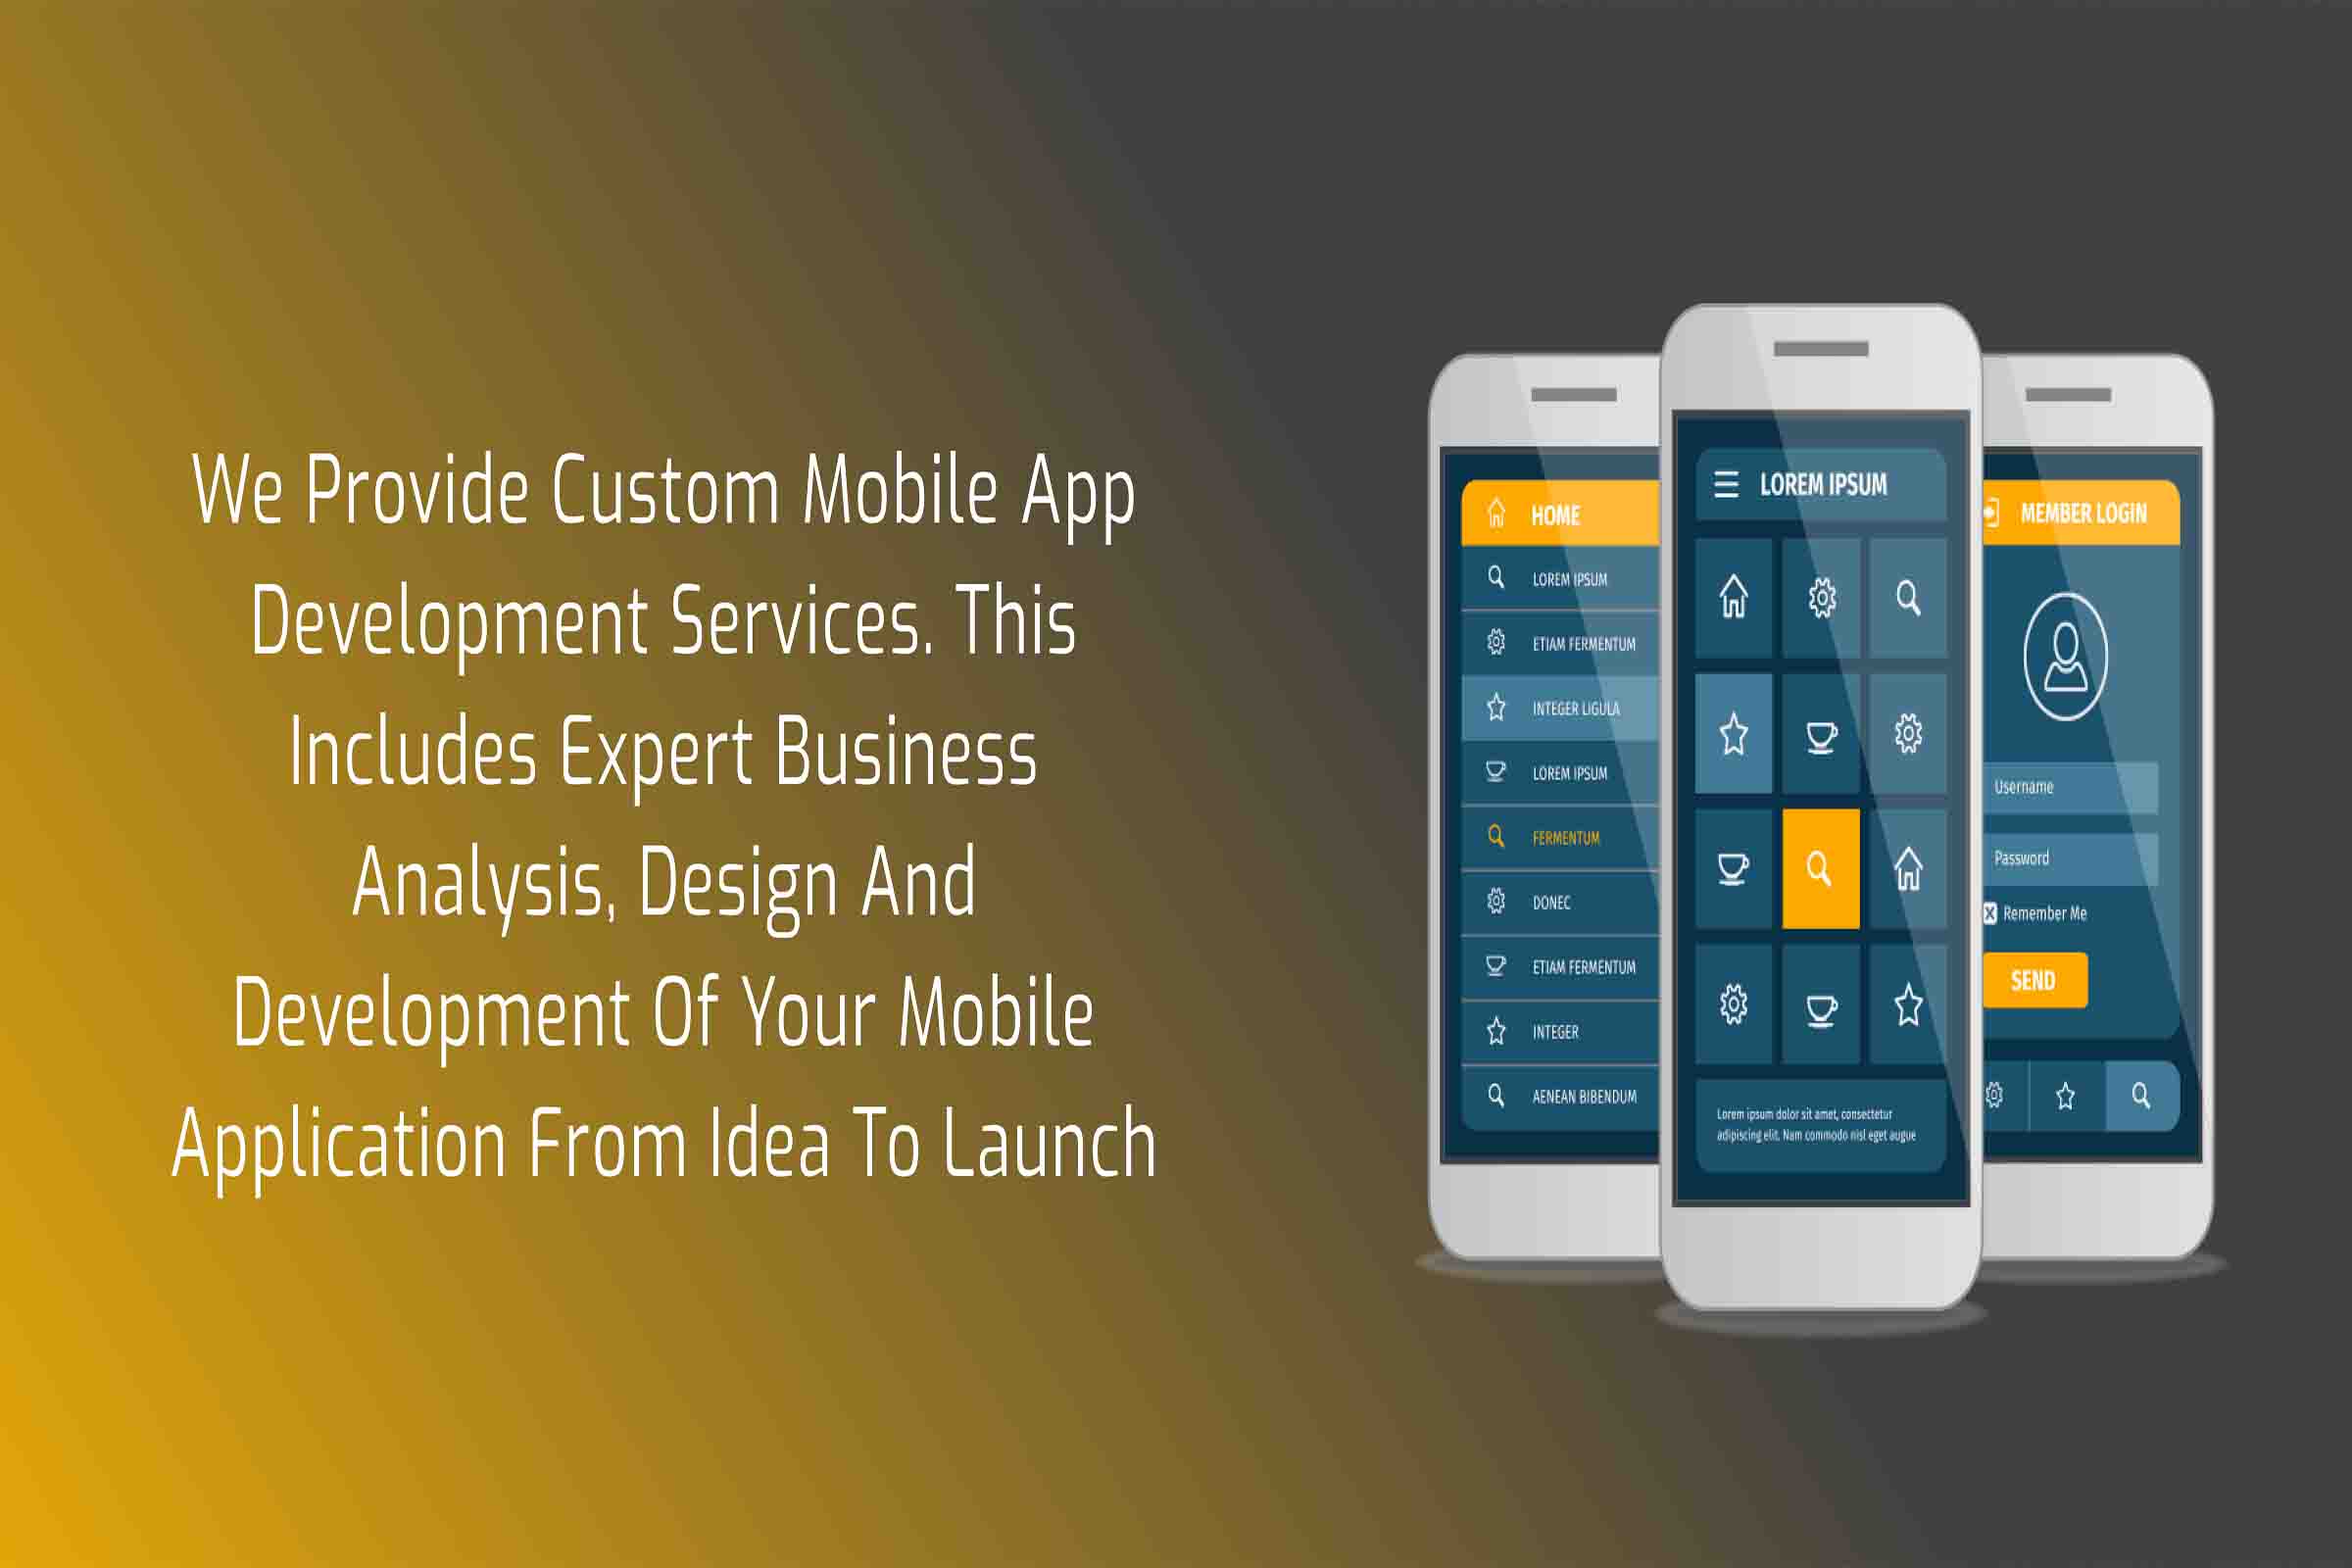 We Provide Custom Mobile App
Development Services. This
Includes Expert Business
Analysis, Design And
Development Of Your Mobile
Application From Idea To Launch
HOME
LOREM IPSUM
ETIAM FERMENTUM
INTEGER LIGULA
LOREM IPSUM
FERMENTUM
DONEC
ETIAM FERMENTUM
INTEGER
AENEAN BIBENDUM
LOREM IPSUM
Lorem ipsum dolor sit amet, consectetur
adipiscing elit. Nam commodo nisl eget augue
MEMBER LOGIN
Username
Password
Remember Me
SEND